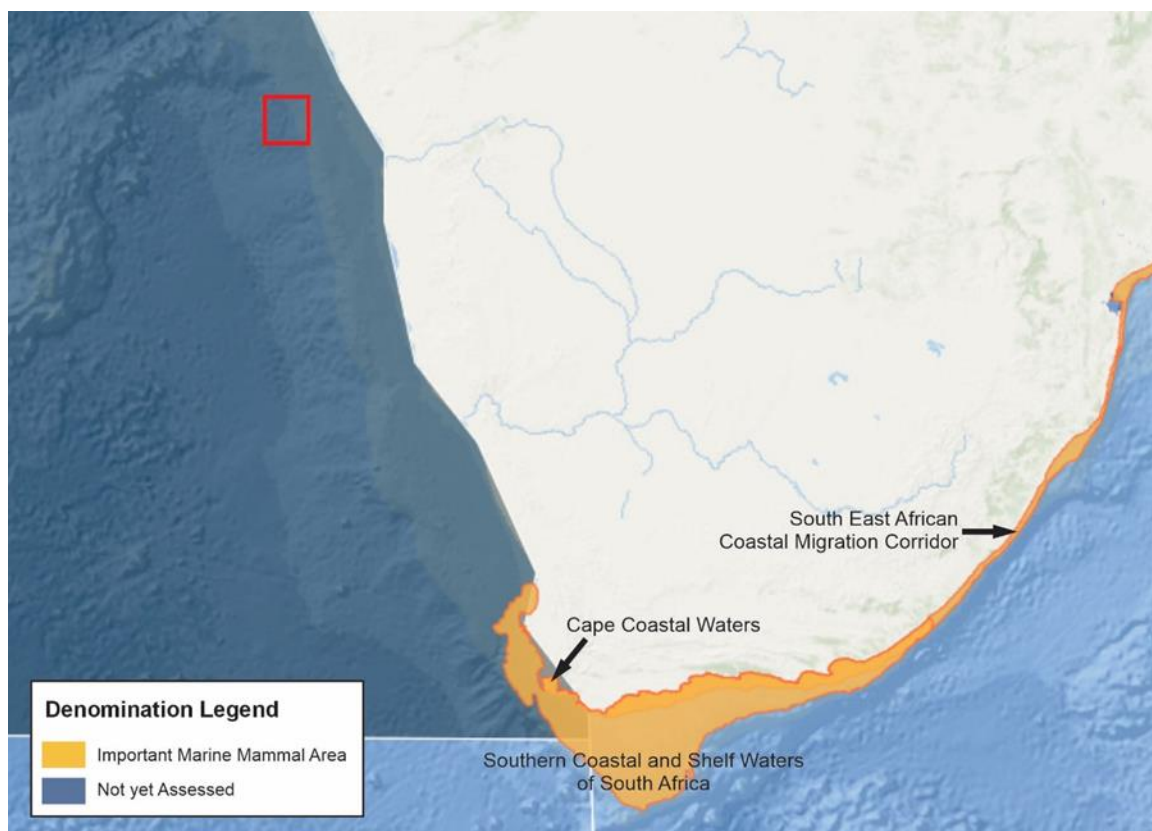 South East African
Coastal Migration Corridor
Cape Coastal Waters
Southern Coastal and Shelf Waters
of South Africa
Denomination Legend
Important Marine Mammal Area
Not yet Assessed